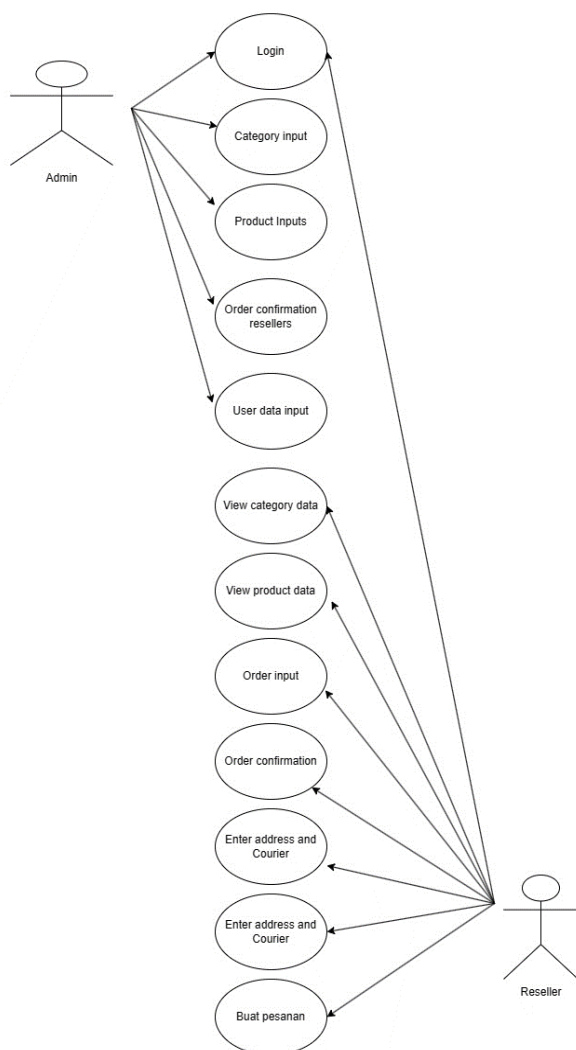 Login
Admin
Category input
Product Inputs
Order confirmation
resellers
User data input
View category data
View product data
Order input
Order confirmation
Enter address and
Courier
Enter address and
Courier
Reseller
Buat pesanan